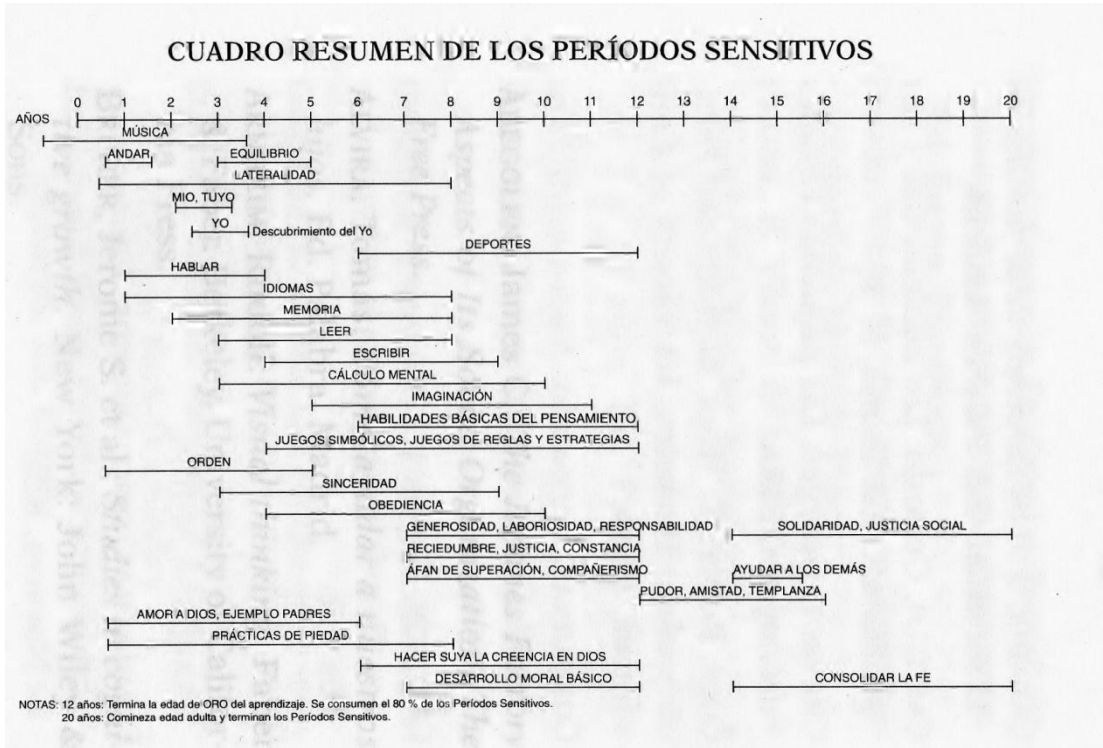 CUADRO RESUMEN DE LOS PERÍODOS SENSITIVOS
AÑOS 0 1 2 3 4 5 6 7 8 9 10 11 12 13 14 15 16 17 18 19 20
MÚSICA
ANDAR EQUILIBRIO
LATERALIDAD
MIO, TUYO
YO Descubrimiento del Yo
DEPORTES
HABLAR
IDIOMAS
MEMORIA
LEER
ESCRIBIR
CÁLCULO MENTAL
IMAGINACIÓN
HABILIDADES BÁSICAS DEL PENSAMIENTO
JUEGOS SIMBÓLICOS, JUEGOS DE REGLAS Y ESTRATEGIAS
ORDEN
SINCERIDAD
OBEDIENCIA
GENEROSIDAD, LABORIOSIDAD, RESPONSABILIDAD SOLIDARIDAD, JUSTICIA SOCIAL
RECIEDUMBRE, JUSTICIA, CONSTANCIA
ÁFAN DE SUPERACIÓN, COMPAÑERISMO AYUDAR A LOS DEMÁS
PUDOR, AMISTAD, TEMPLANZA
AMOR A DIOS, EJEMPLO PADRES
PRÁCTICAS DE PIEDAD
HACER SUYA LA CREENCIA EN DIOS
DESARROLLO MORAL BÁSICO CONSOLIDAR LA FE
NOTAS: 12 años: Termina la edad de ORO del aprendizaje. Se consumen el 80 % de los Períodos Sensitivos.
20 años: Comineza edad adulta y terminan los Períodos Sensitivos.